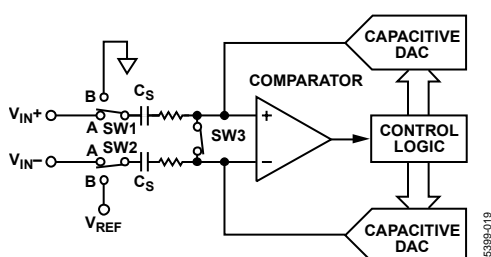 CAPACITIVE
DAC
COMPARATOR
B
CS
VIN+
A
SW1
+
SW3
CONTROL
LOGIC
VIN–
A
SW2
–
B
CS
VREF
CAPACITIVE
DAC
5399-019